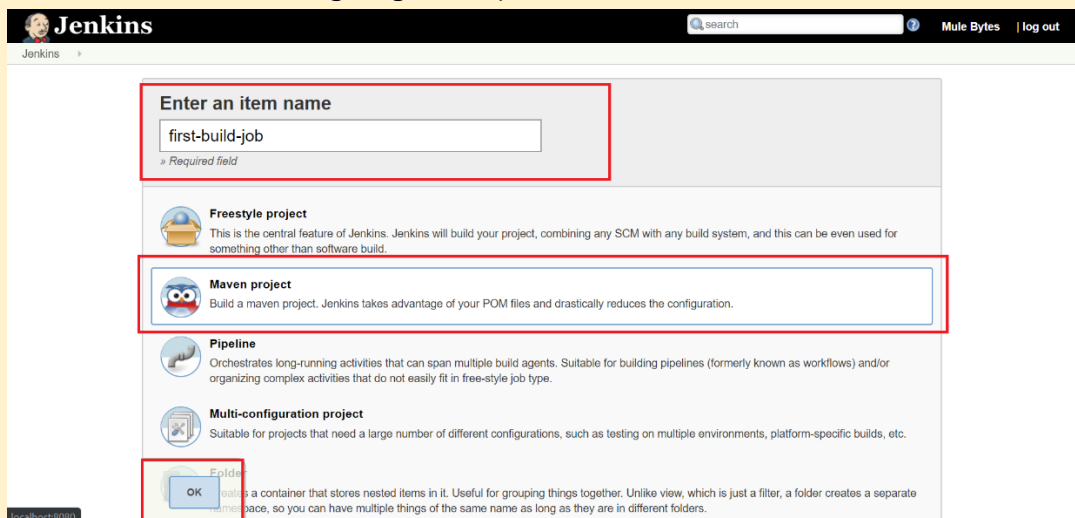 Jenkins
search
Mule Bytes | log out
Jenkins
Enter an item name
first-build-job
» Required field
Freestyle project
This is the central feature of Jenkins. Jenkins will build your project, combining any SCM with any build system, and this can be even used for
something other than software build.
Maven project
Build a maven project. Jenkins takes advantage of your POM files and drastically reduces the configuration.
Pipeline
Orchestrates long-running activities that can span multiple build agents. Suitable for building pipelines (formerly known as workflows) and/or
organizing complex activities that do not easily fit in free-style job type.
Multi-configuration project
Suitable for projects that need a large number of different configurations, such as testing on multiple environments, platform-specific builds, etc.
Folder
OK
a container that stores nested items in it. Useful for grouping things together. Unlike view, which is just a filter, a folder creates a separate
namespace, so you can have multiple things of the same name as long as they are in different folders.
localhost:8080